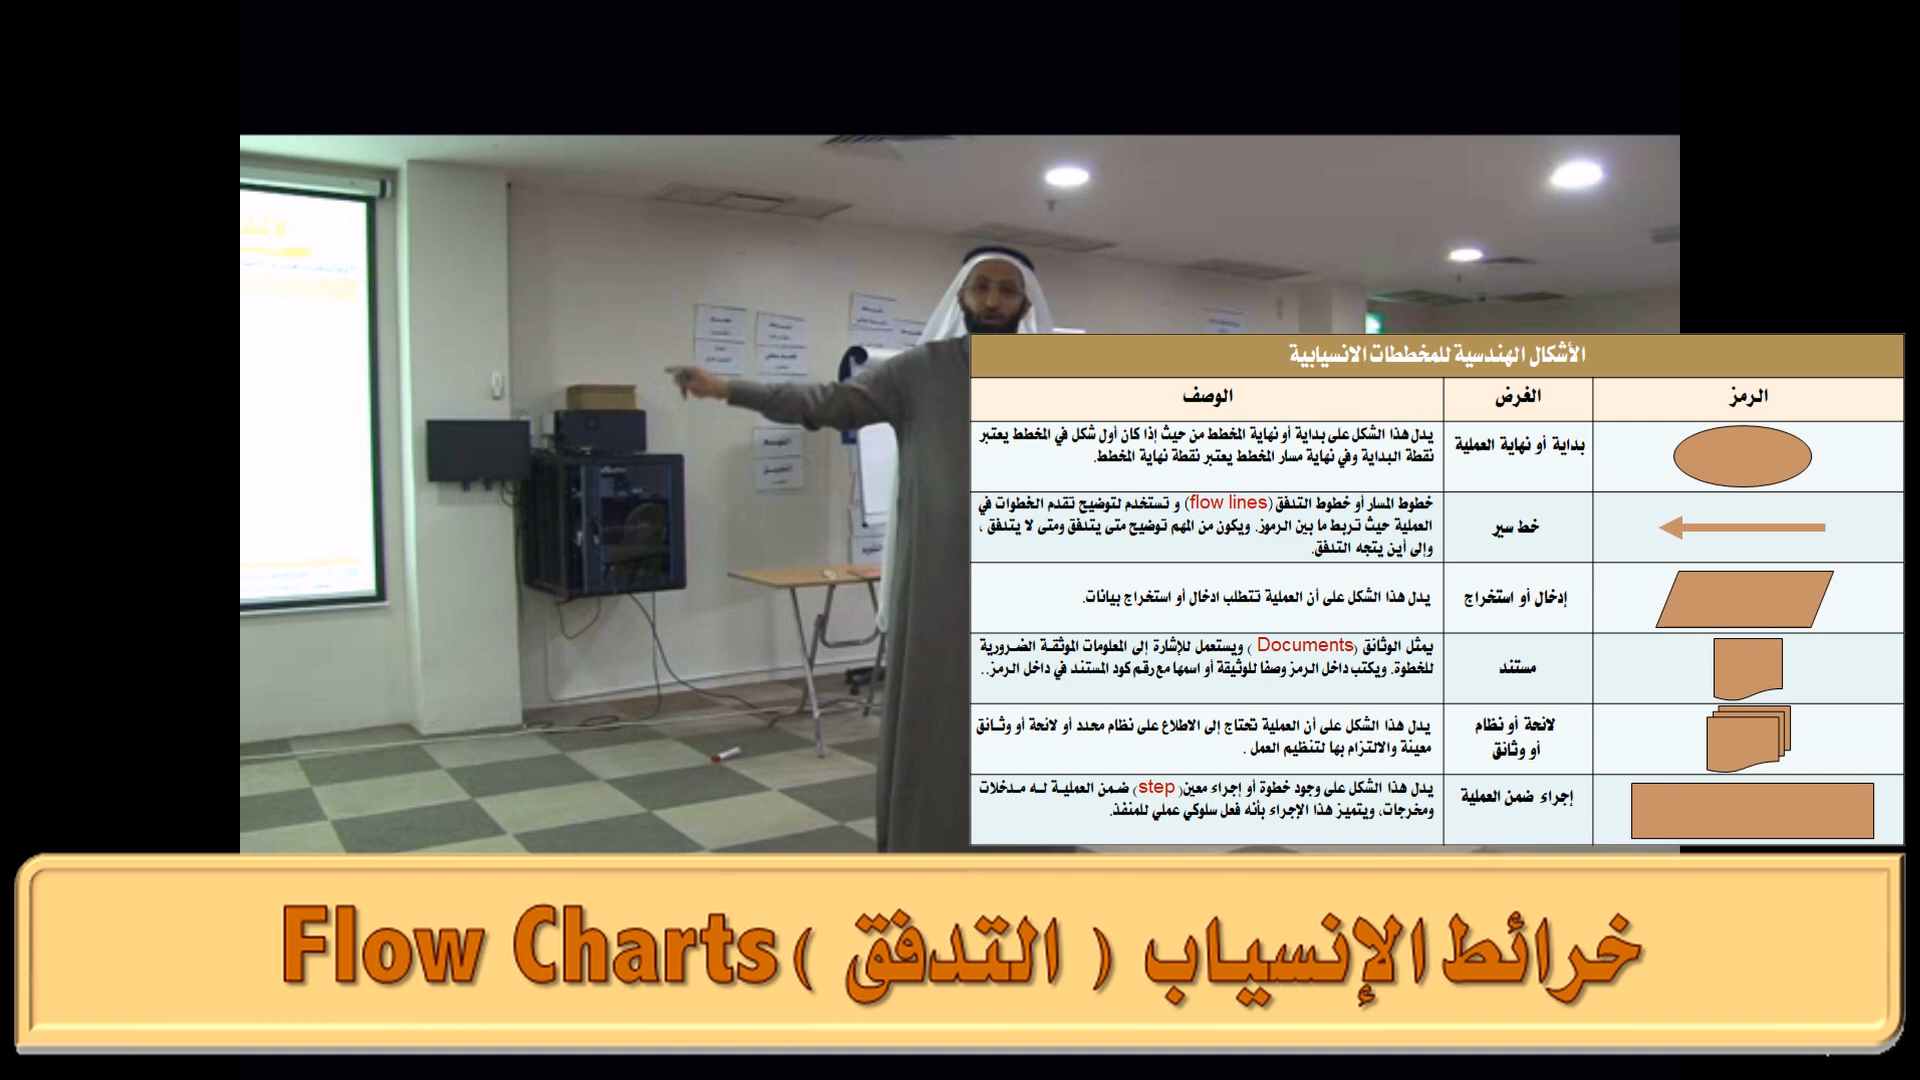 الأشكال الهندسية للمخططات الانسيابية
الرمز
الغرض
الوصف
بداية أو نهاية العملية
يدل هذا الشكل على بداية أو نهاية المخطط من حيث إذا كان أول شكل في المخطط يعتبر
نقطة البداية وفي نهاية مسار المخطط يعتبر نقطة نهاية المخطط.
خط سير
خطوط المسار أو خطوط التدفق (flow lines) و تستخدم لتوضيح تقدم الخطوات في
العملية حيث تربط ما بين الرموز. ويكون من المهم توضيح متى يتدفق ومتى لا يتدفق ،
وإلى أين يتجه التدفق.
إدخال أو استخراج
يدل هذا الشكل على أن العملية تتطلب ادخال أو استخراج بيانات.
مستند
يمثل الوثائق (Documents ) ويستعمل للإشارة إلى المعلومات الموثقة الضرورية
للخطوة. ويكتب داخل الرمز وصفا للوثيقة أو اسمها مع رقم كود المستند في داخل الرمز..
لائحة أو نظام
أو وثائق
يدل هذا الشكل على أن العملية تحتاج إلى الاطلاع على نظام محدد أو لائحة أو وثائق
معينة والالتزام بها لتنظيم العمل .
إجراء ضمن العملية
يدل هذا الشكل على وجود خطوة أو إجراء معين( step) ضمن العملية له مدخلات
ومخرجات، ويتميز هذا الإجراء بأنه فعل سلوكي عملي للمنفذ.
خرائط الإنسياب ( التدفق ) Flow Charts